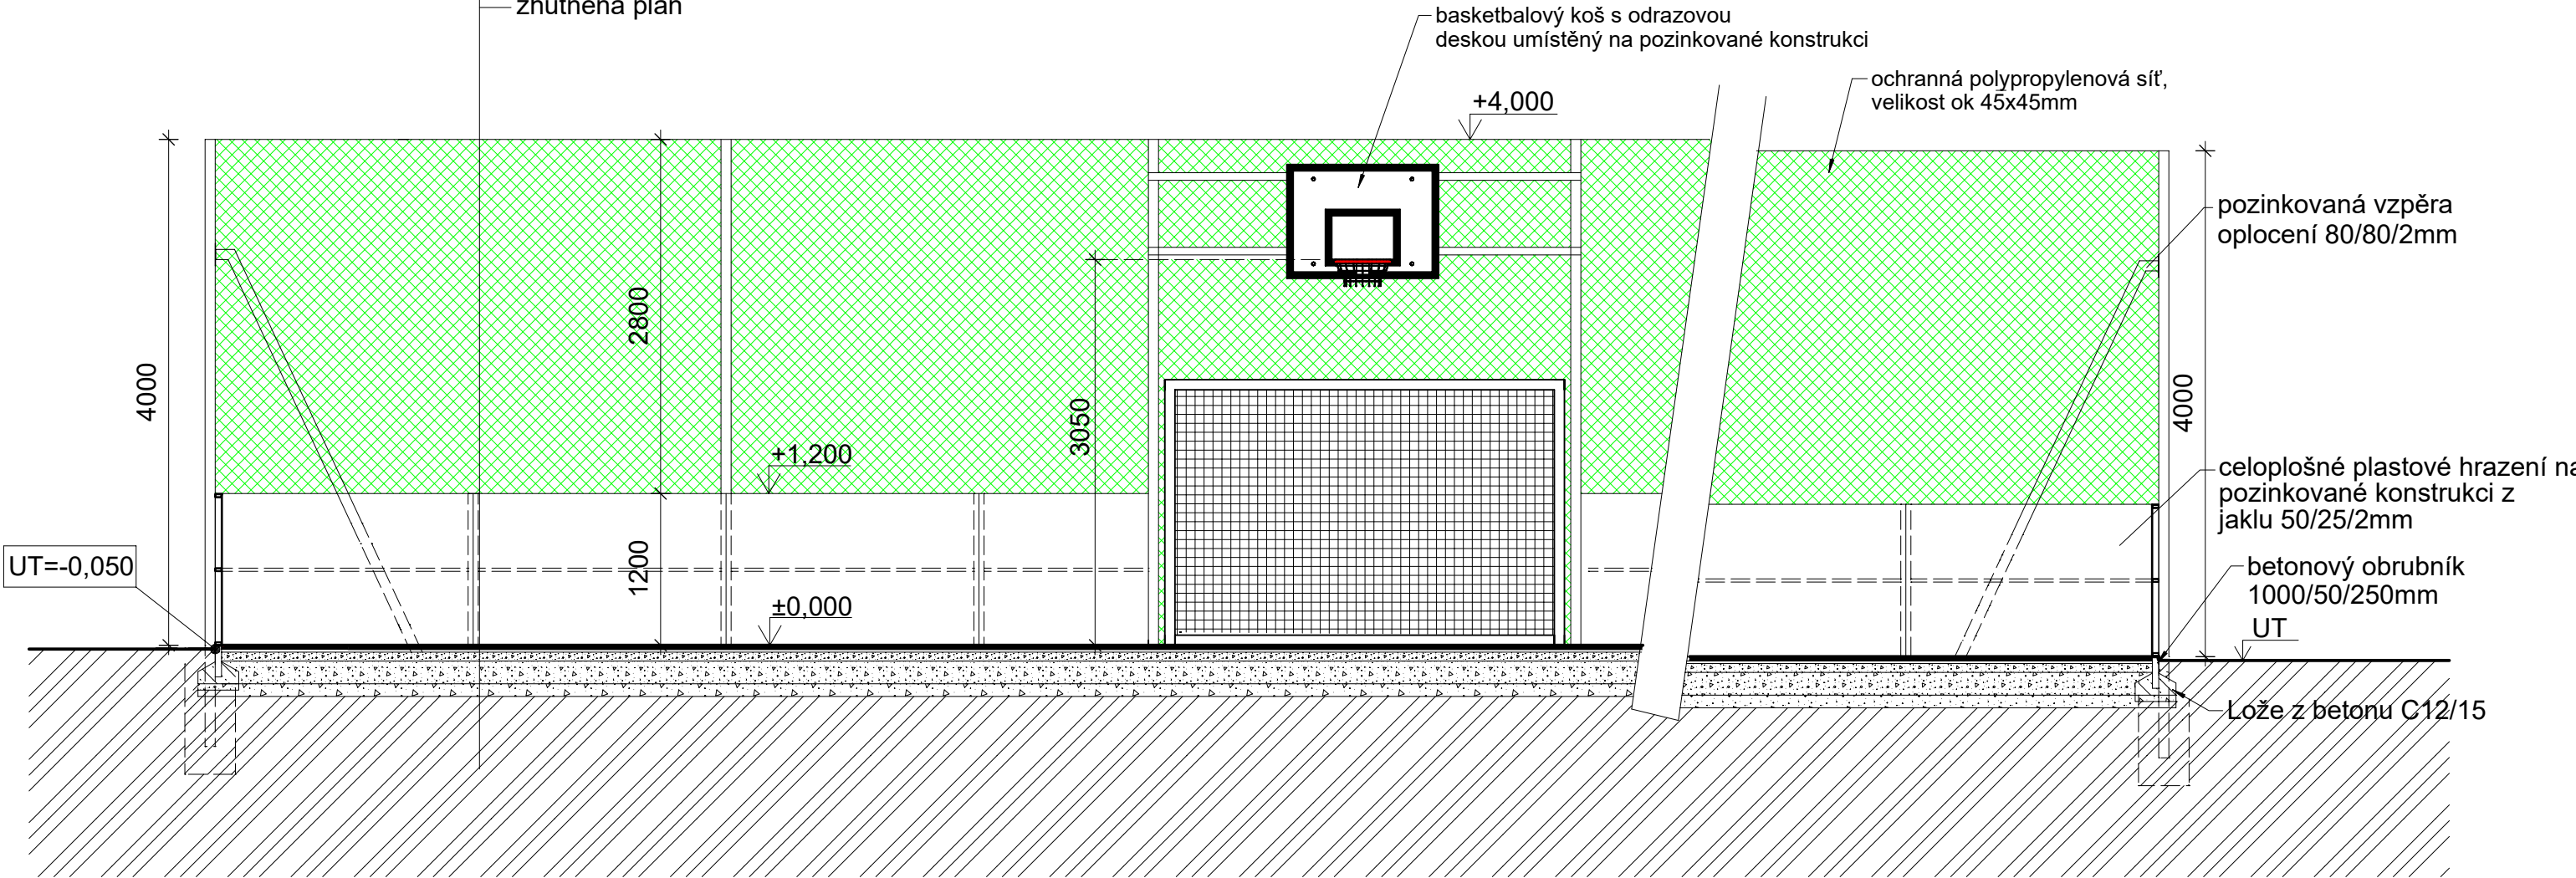 zhutněná pláň
basketbalový koš s odrazovou
deskou umístěný na pozinkované konstrukci
ochranná polypropylenová síť,
velikost ok 45x45mm
+4,000
pozinkovaná vzpěra
oplocení 80/80/2mm
2800
4000
3050
4000
+1,200
celoplošné plastové hrazení na
pozinkované konstrukci z
jaklu 50/25/2mm
UT=-0,050
1200
±0,000
betonový obrubník
1000/50/250mm
UT
Lože z betonu C12/15